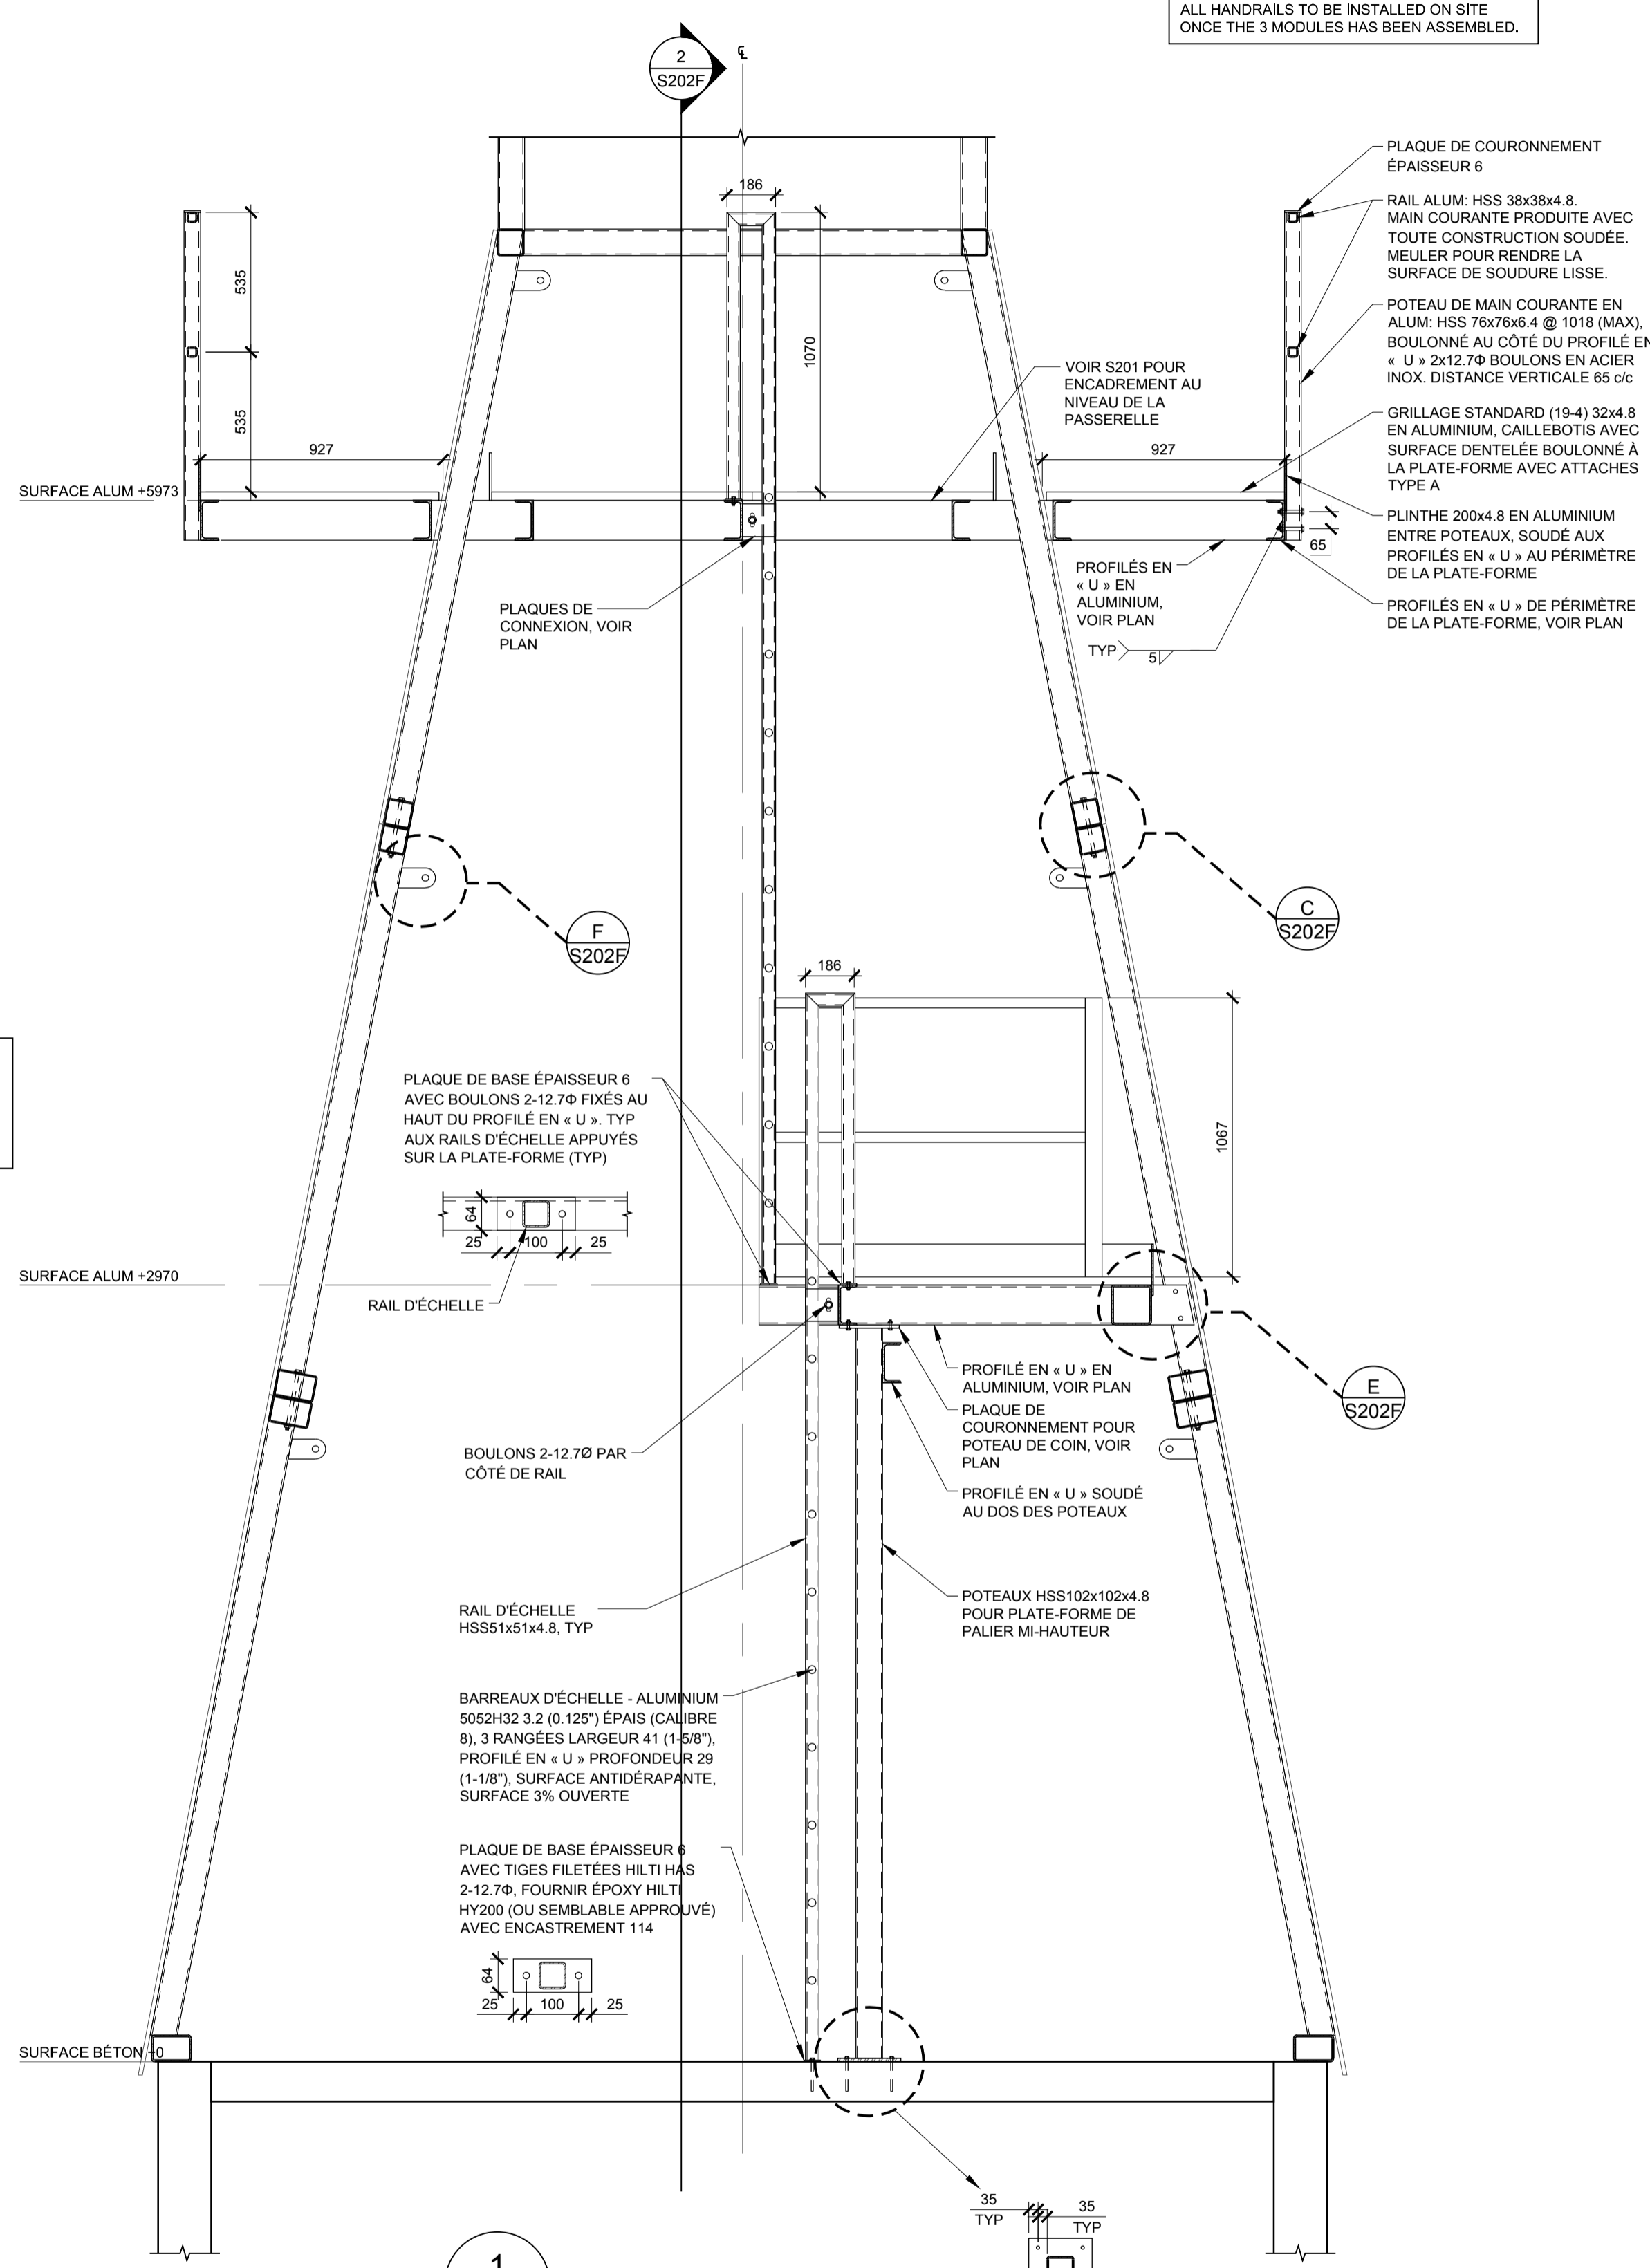 ALL HANDRAILS TO BE INSTALLED ON SITE
ONCE THE 3 MODULES HAS BEEN ASSEMBLED.
2
S202F
℄
PLAQUE DE COURONNEMENT
ÉPAISSEUR 6
186
RAIL ALUM: HSS 38x38x4.8.
MAIN COURANTE PRODUITE AVEC
TOUTE CONSTRUCTION SOUDÉE.
MEULER POUR RENDRE LA
SURFACE DE SOUDURE LISSE.
535
535
1070
POTEAU DE MAIN COURANTE EN
ALUM: HSS 76x76x6.4 @ 1018 (MAX),
BOULONNÉ AU CÔTÉ DU PROFILÉ EN
« U » 2x12.7Φ BOULONS EN ACIER
INOX. DISTANCE VERTICALE 65 c/c
VOIR S201 POUR
ENCADREMENT AU
NIVEAU DE LA
PASSERELLE
GRILLAGE STANDARD (19-4) 32x4.8
EN ALUMINIUM, CAILLEBOTIS AVEC
SURFACE DENTELÉE BOULONNÉ À
LA PLATE-FORME AVEC ATTACHES
TYPE A
927
927
SURFACE ALUM +5973
PLINTHE 200x4.8 EN ALUMINIUM
ENTRE POTEAUX, SOUDÉ AUX
PROFILÉS EN « U » AU PÉRIMÈTRE
DE LA PLATE-FORME
65
PROFILÉS EN
« U » EN
ALUMINIUM,
VOIR PLAN
PLAQUES DE
CONNEXION, VOIR
PLAN
PROFILÉS EN « U » DE PÉRIMÈTRE
DE LA PLATE-FORME, VOIR PLAN
TYP
5
F
S202F
C
S202F
186
1067
PLAQUE DE BASE ÉPAISSEUR 6
AVEC BOULONS 2-12.7Φ FIXÉS AU
HAUT DU PROFILÉ EN « U ». TYP
AUX RAILS D'ÉCHELLE APPUYÉS
SUR LA PLATE-FORME (TYP)
64
25 100 25
SURFACE ALUM +2970
RAIL D'ÉCHELLE
PROFILÉ EN « U » EN
ALUMINIUM, VOIR PLAN
E
S202F
PLAQUE DE
COURONNEMENT POUR
POTEAU DE COIN, VOIR
PLAN
BOULONS 2-12.7Ø PAR
CÔTÉ DE RAIL
PROFILÉ EN « U » SOUDÉ
AU DOS DES POTEAUX
RAIL D'ÉCHELLE
HSS51x51x4.8, TYP
POTEAUX HSS102x102x4.8
POUR PLATE-FORME DE
PALIER MI-HAUTEUR
BARREAUX D'ÉCHELLE - ALUMINIUM
5052H32 3.2 (0.125") ÉPAIS (CALIBRE
8), 3 RANGÉES LARGEUR 41 (1-5/8"),
PROFILÉ EN « U » PROFONDEUR 29
(1-1/8"), SURFACE ANTIDÉRAPANTE,
SURFACE 3% OUVERTE
PLAQUE DE BASE ÉPAISSEUR 6
AVEC TIGES FILETÉES HILTI HAS
2-12.7Φ, FOURNIR ÉPOXY HILTI
HY200 (OU SEMBLABLE APPROUVÉ)
AVEC ENCASTREMENT 114
64
25 100 25
SURFACE BÉTON +0
35
TYP
35
TYP
1